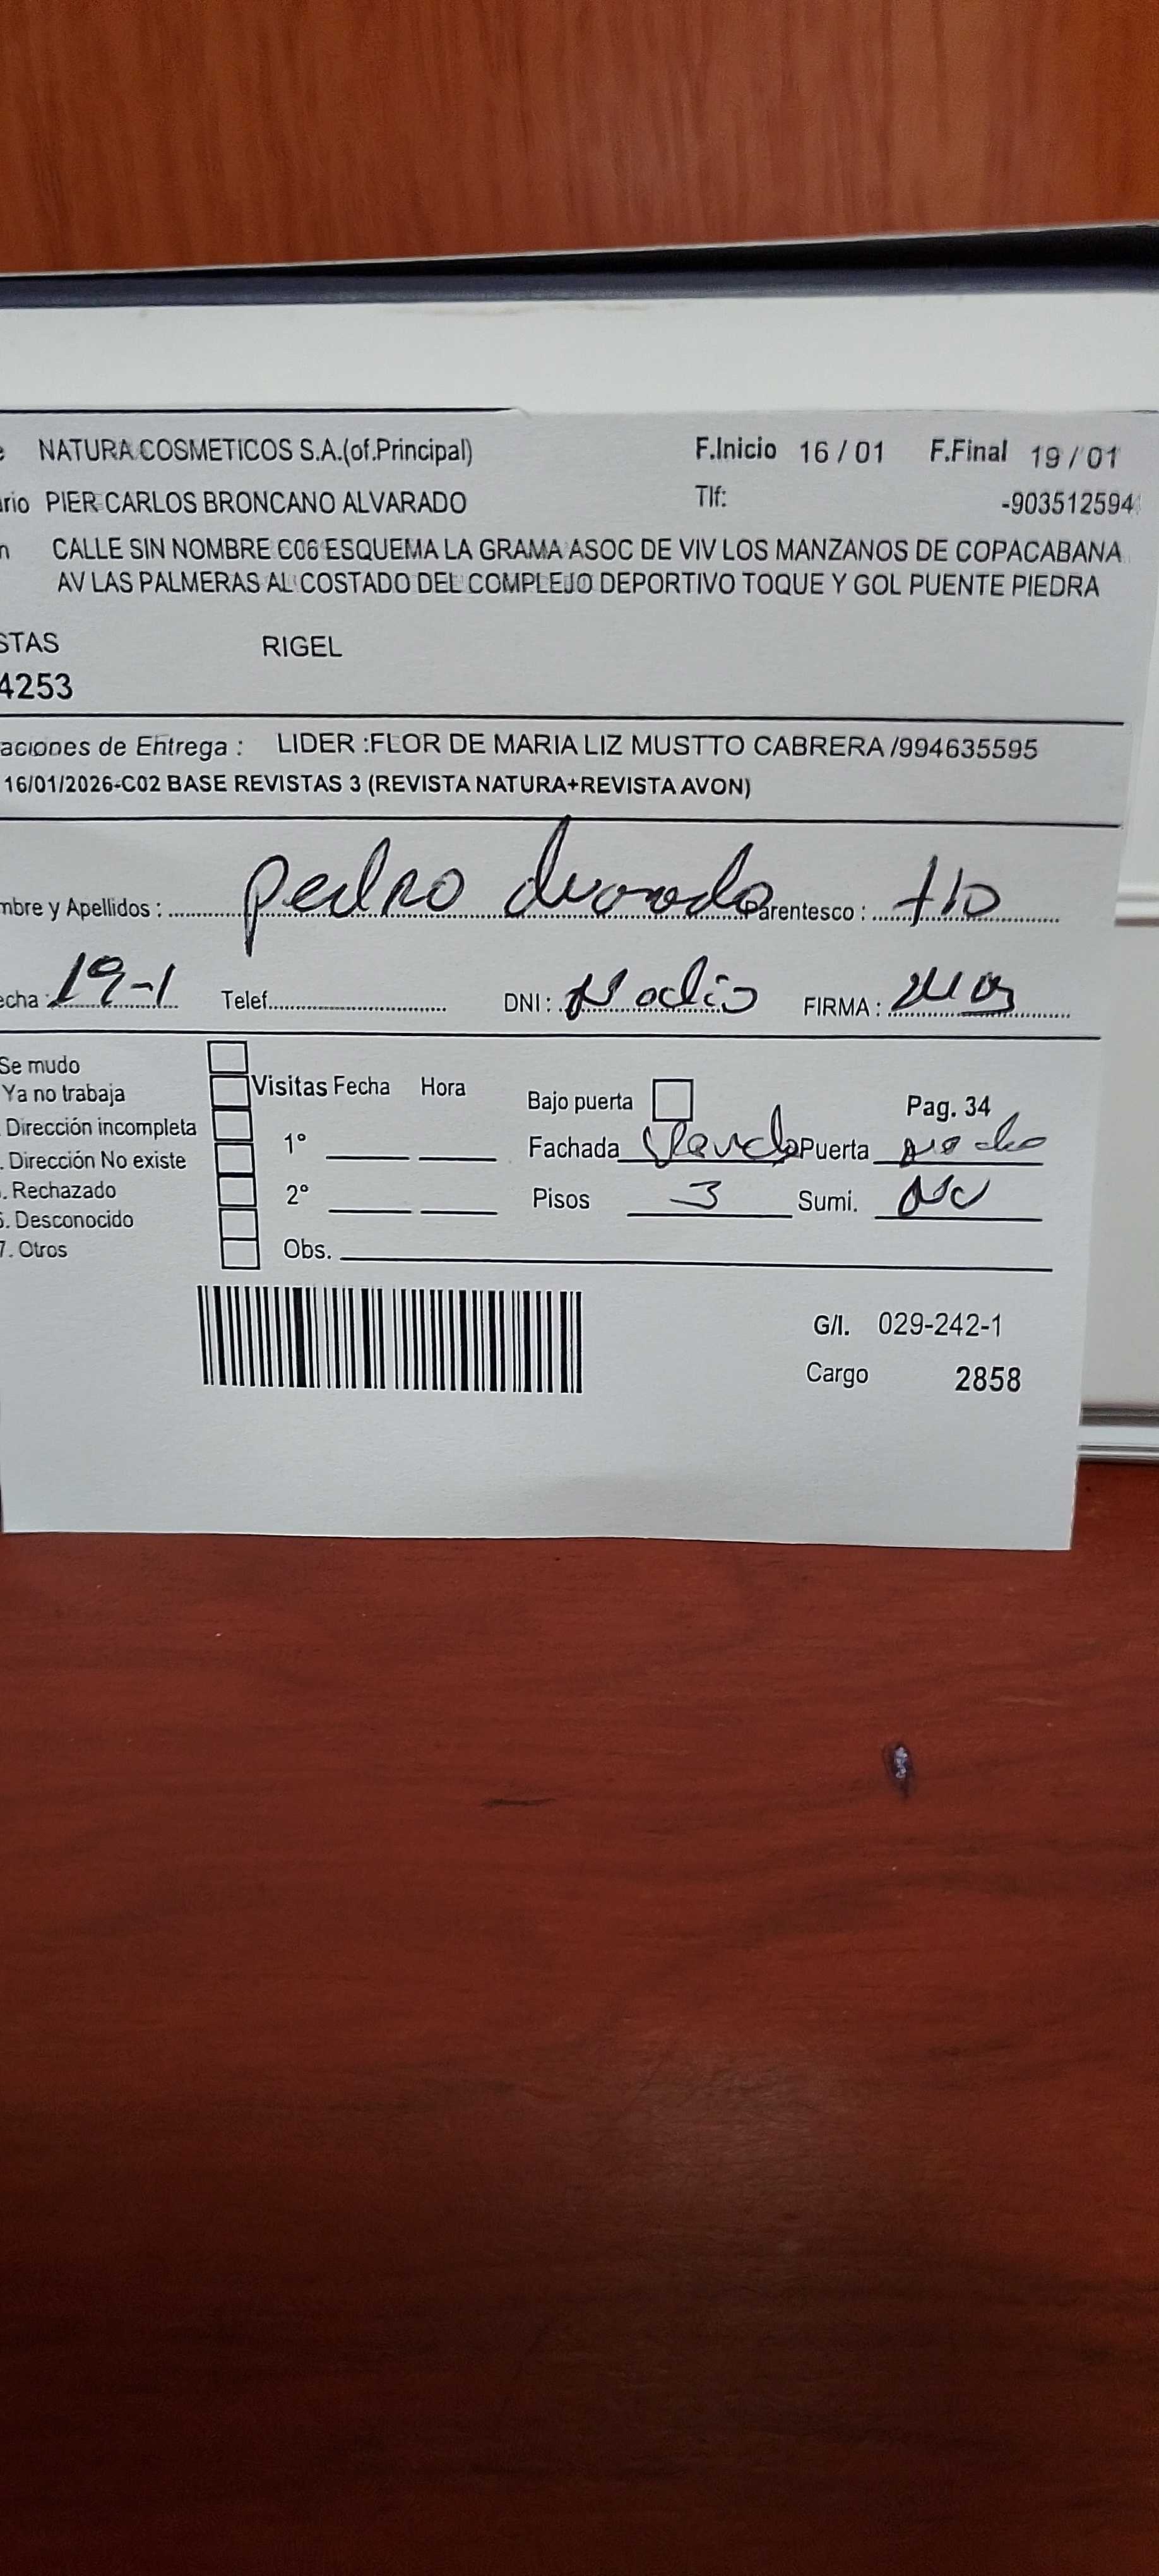 NATURA COSMETICOS S.A.(of.Principal) F.Inicio 16 / 01 F.Final 19 / 01
rio PIER CARLOS BRONCANO ALVARADO Tlf: -903512594
n CALLE SIN NOMBRE C06 ESQUEMA LA GRAMA ASOC DE VIV LOS MANZANOS DE COPACABANA
AV LAS PALMERAS AL COSTADO DEL COMPLEJO DEPORTIVO TOQUE Y GOL PUENTE PIEDRA
STAS RIGEL
4253
aciones de Entrega : LIDER :FLOR DE MARIA LIZ MUSTTO CABRERA /994635595
16/01/2026-C02 BASE REVISTAS 3 (REVISTA NATURA+REVISTA AVON)
mbre y Apellidos : pedro Parentesco : tio
echa : 19-1 Telef. DNI : FIRMA :
Se mudo
Ya no trabaja Visitas Fecha Hora Bajo puerta Pag. 34
. Dirección incompleta 1° Fachada Puerta
. Dirección No existe
. Rechazado 2° Pisos 3 Sumi.
6. Desconocido
7. Otros Obs.
G/I. 029-242-1
Cargo 2858